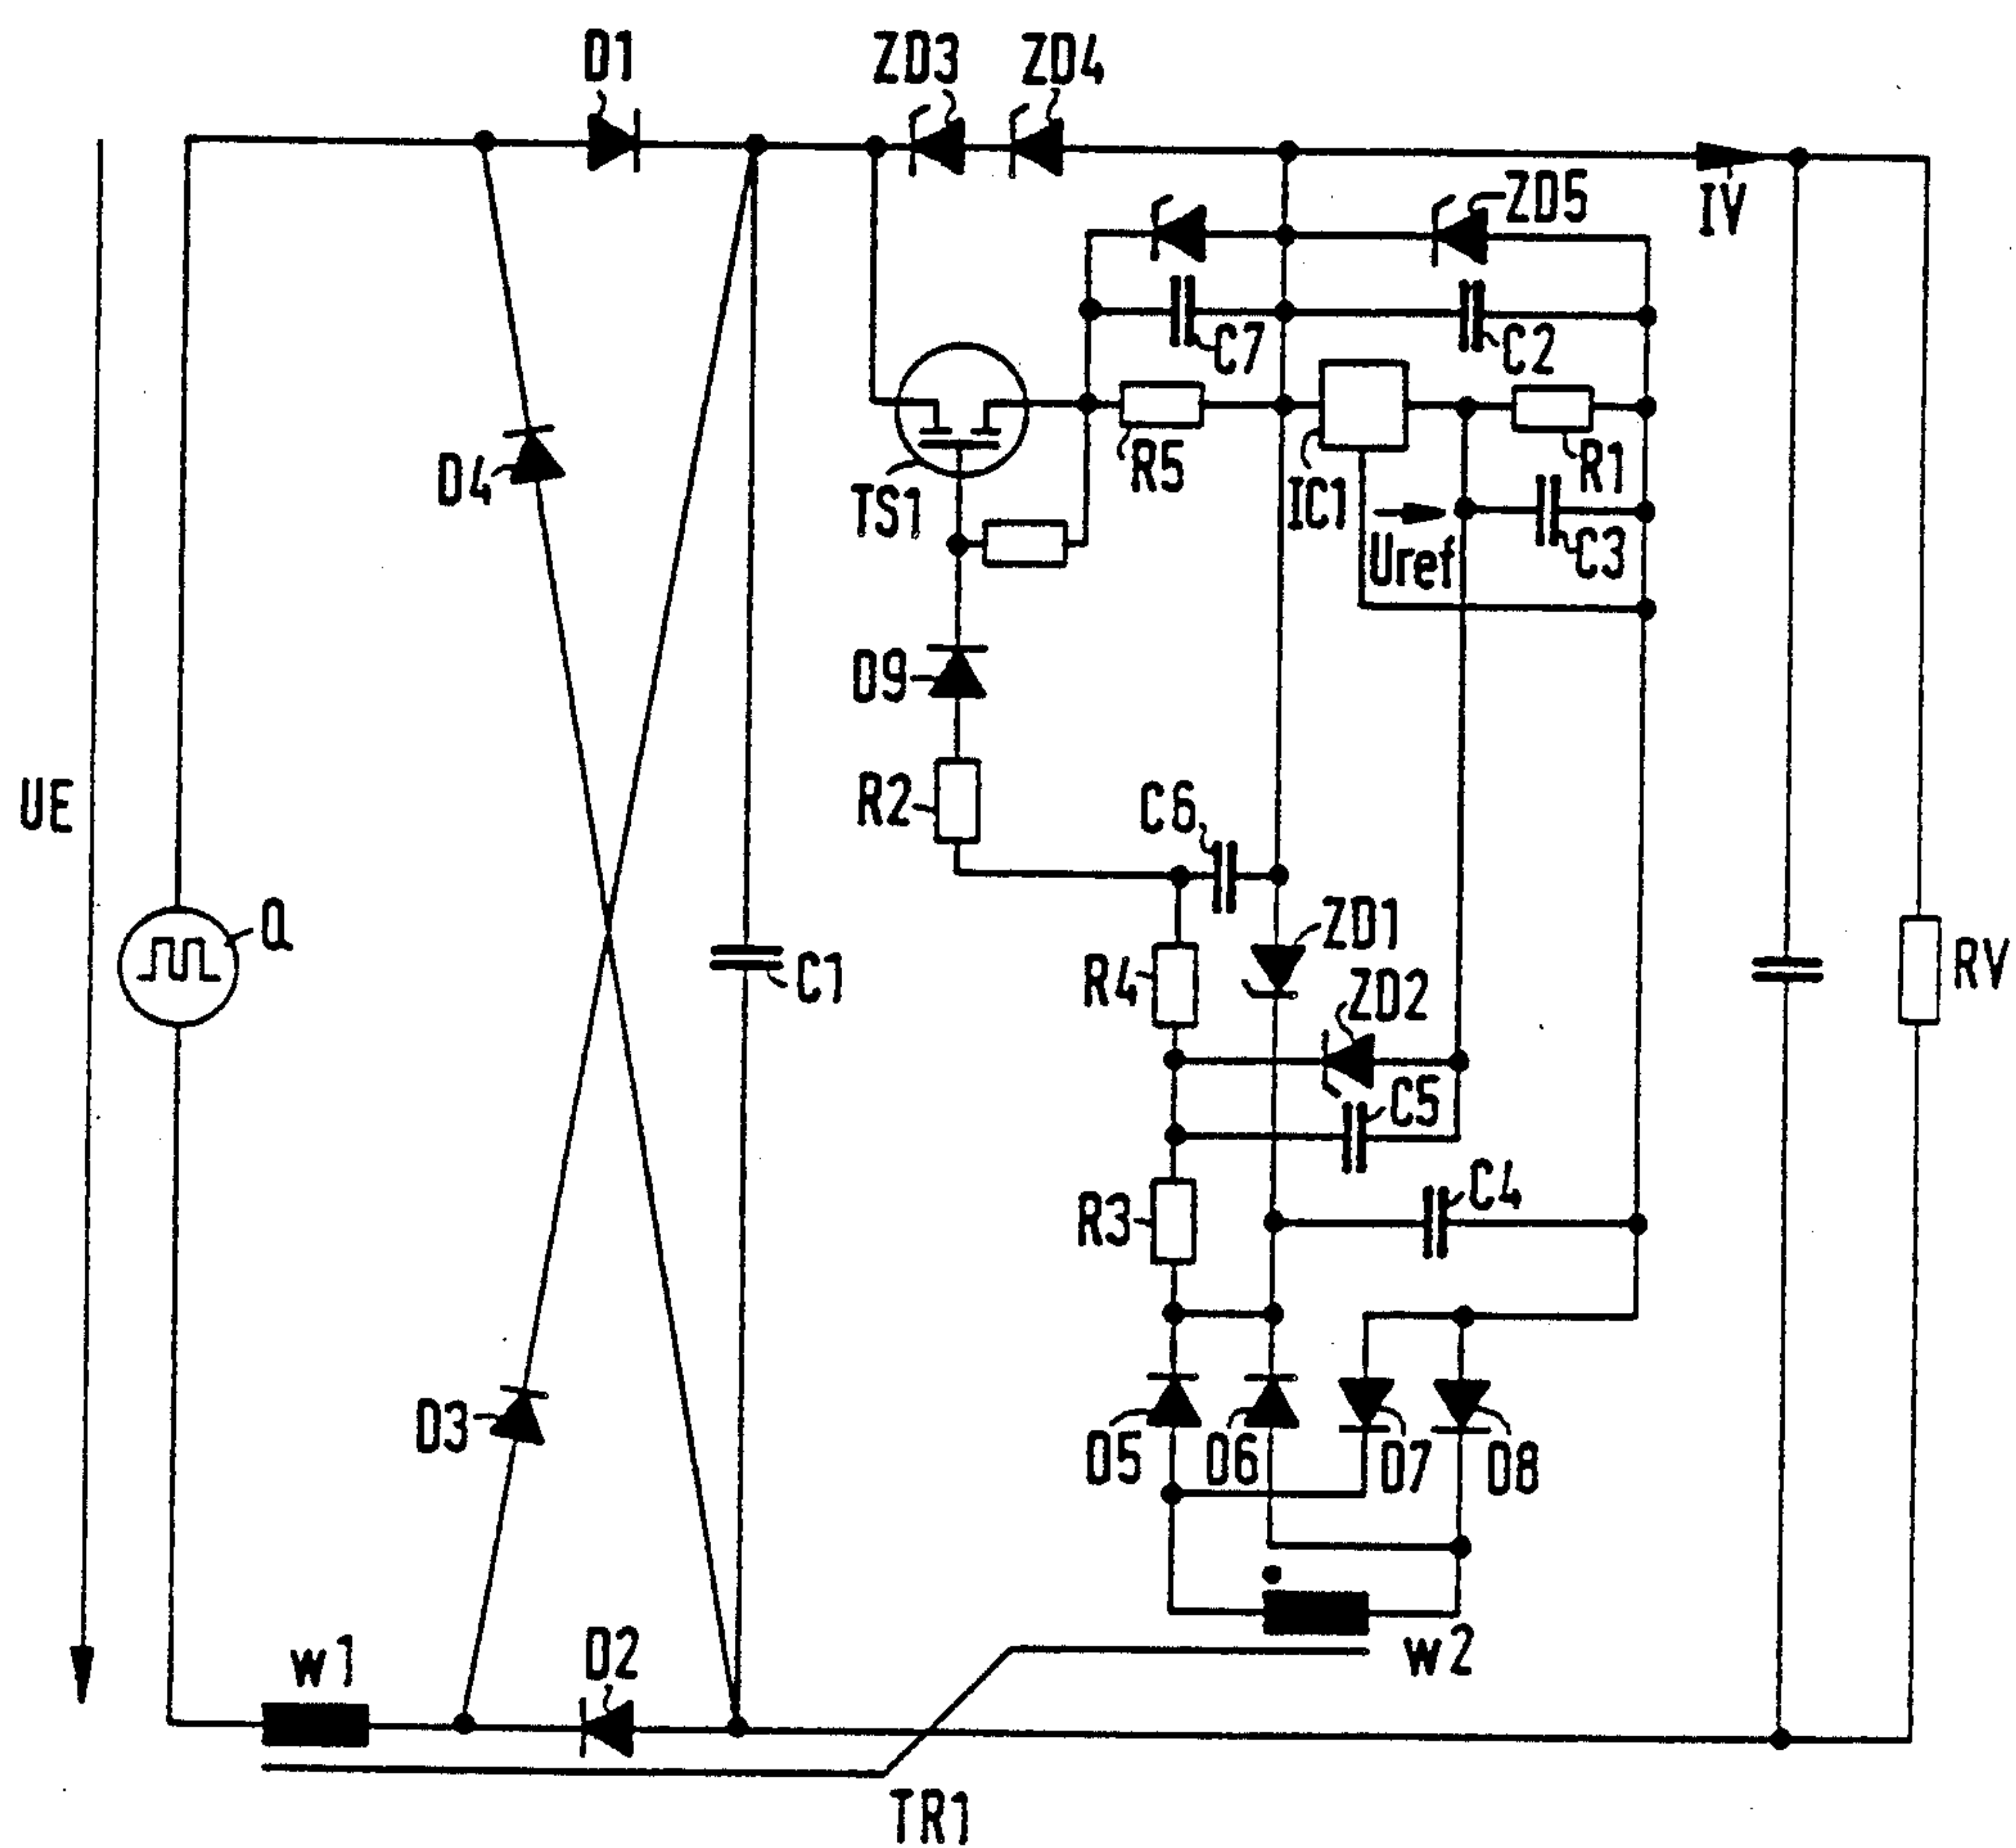 D1
ZD3
ZD4
ZD5
IV
C7
C2
D4
TS1
R5
IC1
R1
Uref
C3
D9
R2
UE
C6
Q
ZD1
C1
R4
ZD2
RV
C5
C4
R3
D3
D5
D6
D7
D8
w1
D2
w2
TR1